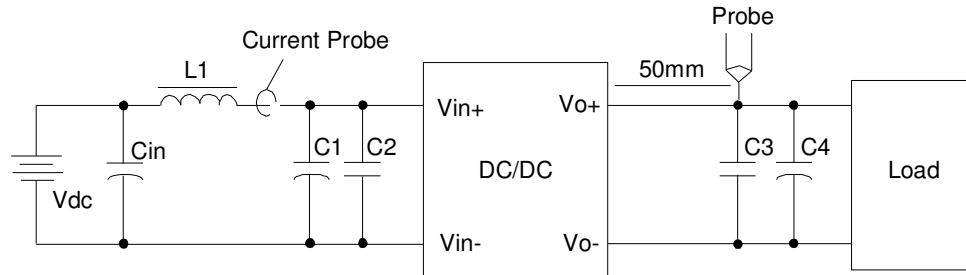 Probe
Current Probe
L1
50mm
Vin+
Vo+
Cin
C1
C2
DC/DC
C3
C4
Load
Vdc
Vin-
Vo-